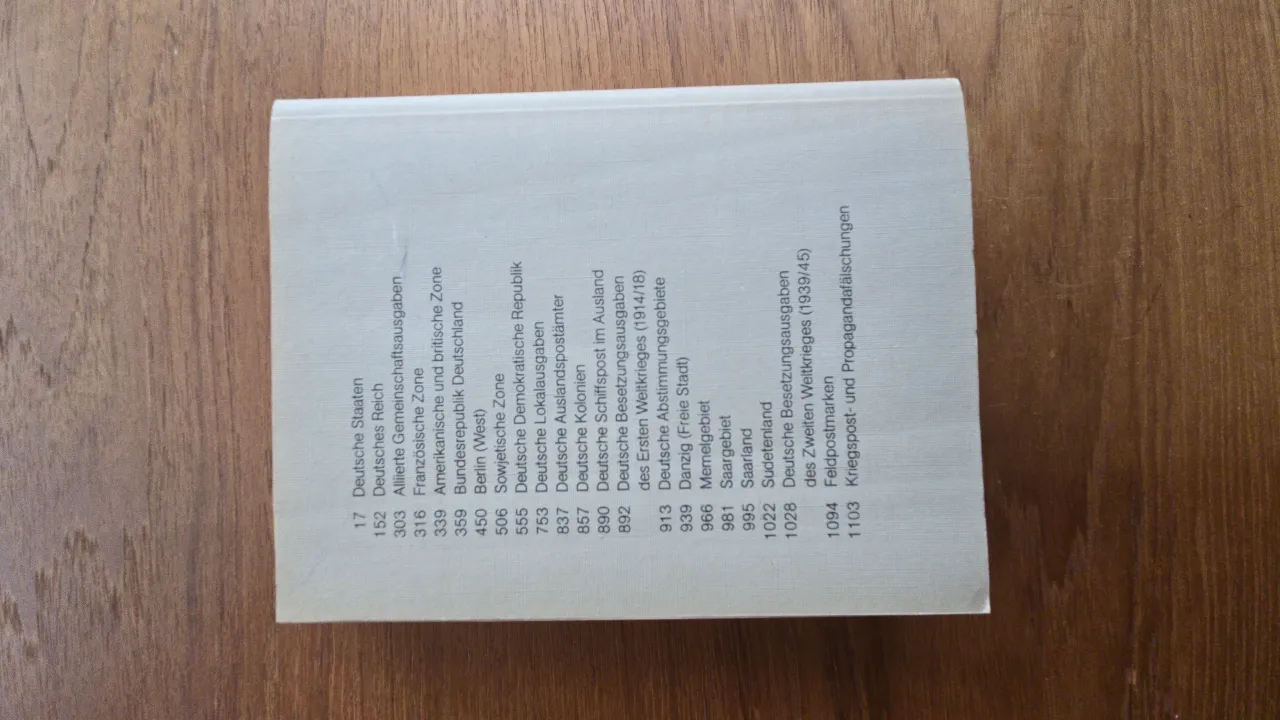 17 Deutsche Staaten
152 Deutsches Reich
303 Alliierte Gemeinschaftsausgaben
316 Französische Zone
339 Amerikanische und britische Zone
359 Bundesrepublik Deutschland
450 Berlin (West)
506 Sowjetische Zone
555 Deutsche Demokratische Republik
753 Deutsche Lokalausgaben
837 Deutsche Auslandspostämter
857 Deutsche Kolonien
890 Deutsche Schiffspost im Ausland
892 Deutsche Besetzungsausgaben
des Ersten Weltkrieges (1914/18)
913 Deutsche Abstimmungsgebiete
939 Danzig (Freie Stadt)
966 Memelgebiet
981 Saargebiet
995 Saarland
1022 Sudetenland
1028 Deutsche Besetzungsausgaben
des Zweiten Weltkrieges (1939/45)
1094 Feldpostmarken
1103 Kriegspost- und Propagandafälschungen